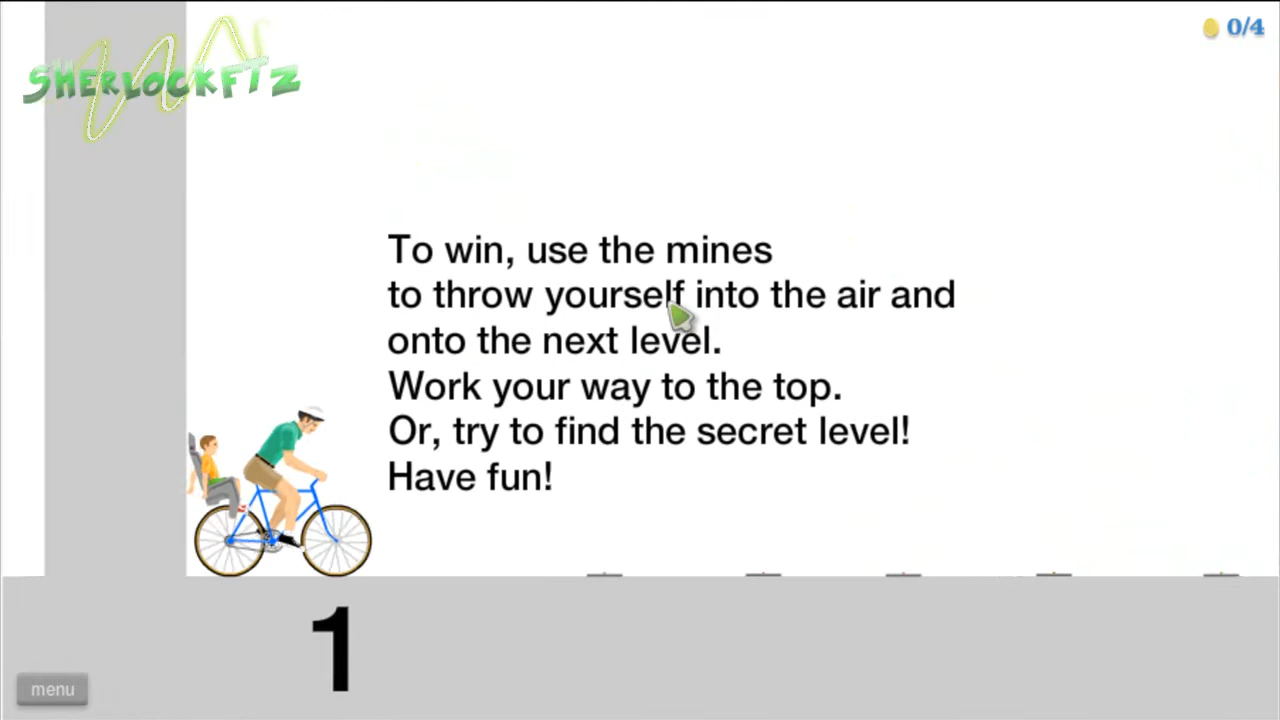 SHERLOCKFTZ
0/4
To win, use the mines
to throw yourself into the air and
onto the next level.
Work your way to the top.
Or, try to find the secret level!
Have fun!
1
menu